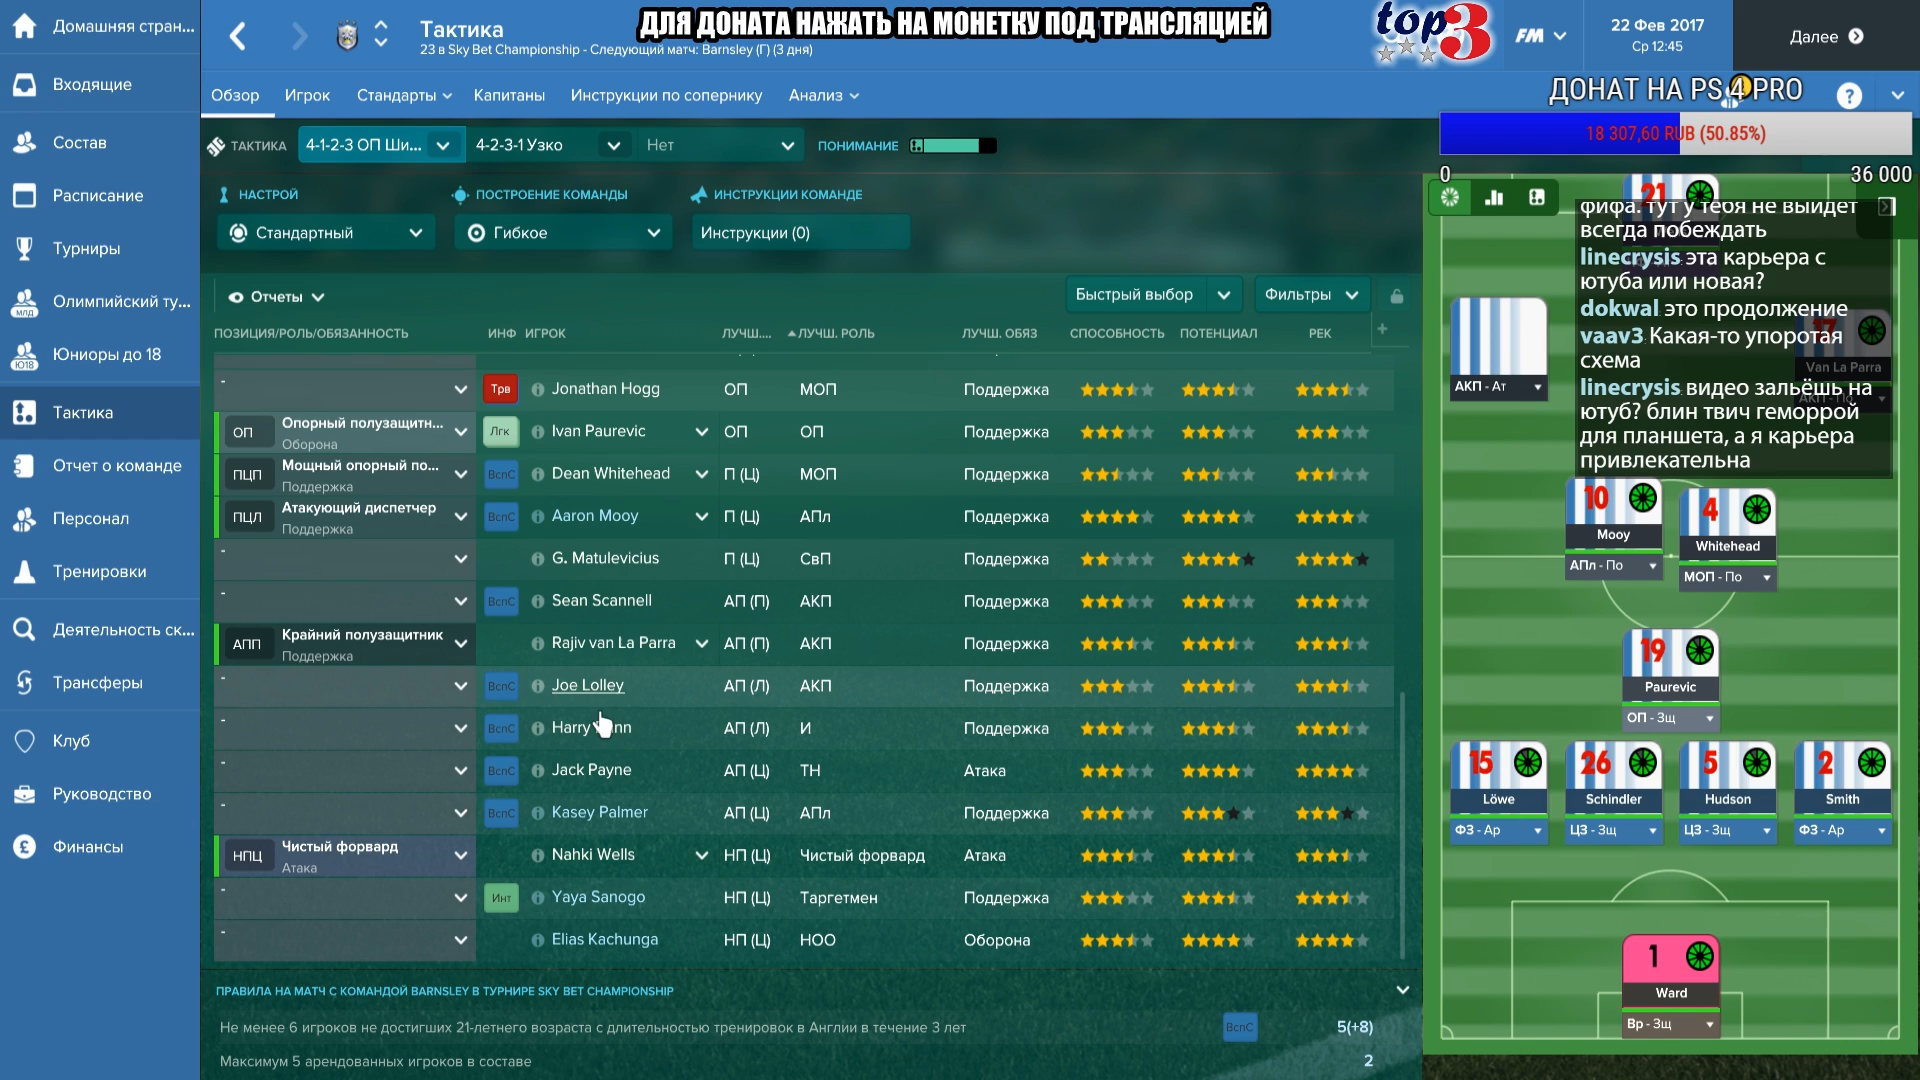 Домашняя стран...
Входящие
Состав
Расписание
Турниры
Олимпийский ту...
МЛД
Юниоры до 18
Ю18
Тактика
Отчет о команде
Персонал
Тренировки
Деятельность ск...
Трансферы
Клуб
Руководство
Финансы
Тактика
23 в Sky Bet Championship - Следующий матч: Barnsley (Г) (3 дня)
ДЛЯ ДОНАТА НАЖАТЬ НА МОНЕТКУ ПОД ТРАНСЛЯЦИЕЙ
top 3
FM
22 Фев 2017
Ср 12:45
Далее
Обзор Игрок Стандарты Капитаны Инструкции по сопернику Анализ
ДОНАТ НА PS 4 PRO
?
18 307,60 RUB (50.85%)
0 36 000
ТАКТИКА 4-1-2-3 ОП Ши... 4-2-3-1 Узко Нет ПОНИМАНИЕ
НАСТРОЙ ПОСТРОЕНИЕ КОМАНДЫ ИНСТРУКЦИИ КОМАНДЕ
Стандартный Гибкое Инструкции (0)
Отчеты Быстрый выбор Фильтры
ПОЗИЦИЯ/РОЛЬ/ОБЯЗАННОСТЬ ИНФ ИГРОК ЛУЧШ.... ЛУЧШ. РОЛЬ ЛУЧШ. ОБЯЗ СПОСОБНОСТЬ ПОТЕНЦИАЛ РЕК +
- Трв Jonathan Hogg ОП МОП Поддержка
ОП Опорный полузащитн... Оборона Лгк Ivan Paurevic ОП ОП Поддержка
ПЦП Мощный опорный по... Поддержка ВспС Dean Whitehead П (Ц) МОП Поддержка
ПЦЛ Атакующий диспетчер Поддержка ВспС Aaron Mooy П (Ц) АПл Поддержка
- G. Matulevicius П (Ц) СвП Поддержка
- ВспС Sean Scannell АП (П) АКП Поддержка
АПП Крайний полузащитник Поддержка Rajiv van La Parra АП (П) АКП Поддержка
- ВспС Joe Lolley АП (Л) АКП Поддержка
- ВспС Harry nn АП (Л) И Поддержка
- ВспС Jack Payne АП (Ц) ТН Атака
- ВспС Kasey Palmer АП (Ц) АПл Поддержка
НПЦ Чистый форвард Атака Nahki Wells НП (Ц) Чистый форвард Атака
- Инт Yaya Sanogo НП (Ц) Таргетмен Поддержка
- Elias Kachunga НП (Ц) НОО Оборона
ПРАВИЛА НА МАТЧ С КОМАНДОЙ BARNSLEY В ТУРНИРЕ SKY BET CHAMPIONSHIP
Не менее 6 игроков не достигших 21-летнего возраста с длительностью тренировок в Англии в течение 3 лет ВспС 5(+8)
Максимум 5 арендованных игроков в составе 2
21
фифа. тут у тебя не выйдет
всегда побеждать
linecrysis эта карьера с
ютуба или новая?
dokwal это продолжение
vaav3 Какая-то упоротая
схема
linecrysis видео зальёшь на
ютуб? блин твич геморрой
для планшета, а я карьера
привлекательна
АКП - Ат
17
Van La Parra
АКП - По
10 4
Mooy Whitehead
АПл - По МОП - По
19
Paurevic
ОП - Зщ
15 26 5 2
Löwe Schindler Hudson Smith
ФЗ - Ар ЦЗ - Зщ ЦЗ - Зщ ФЗ - Ар
1
Ward
Вр - Зщ